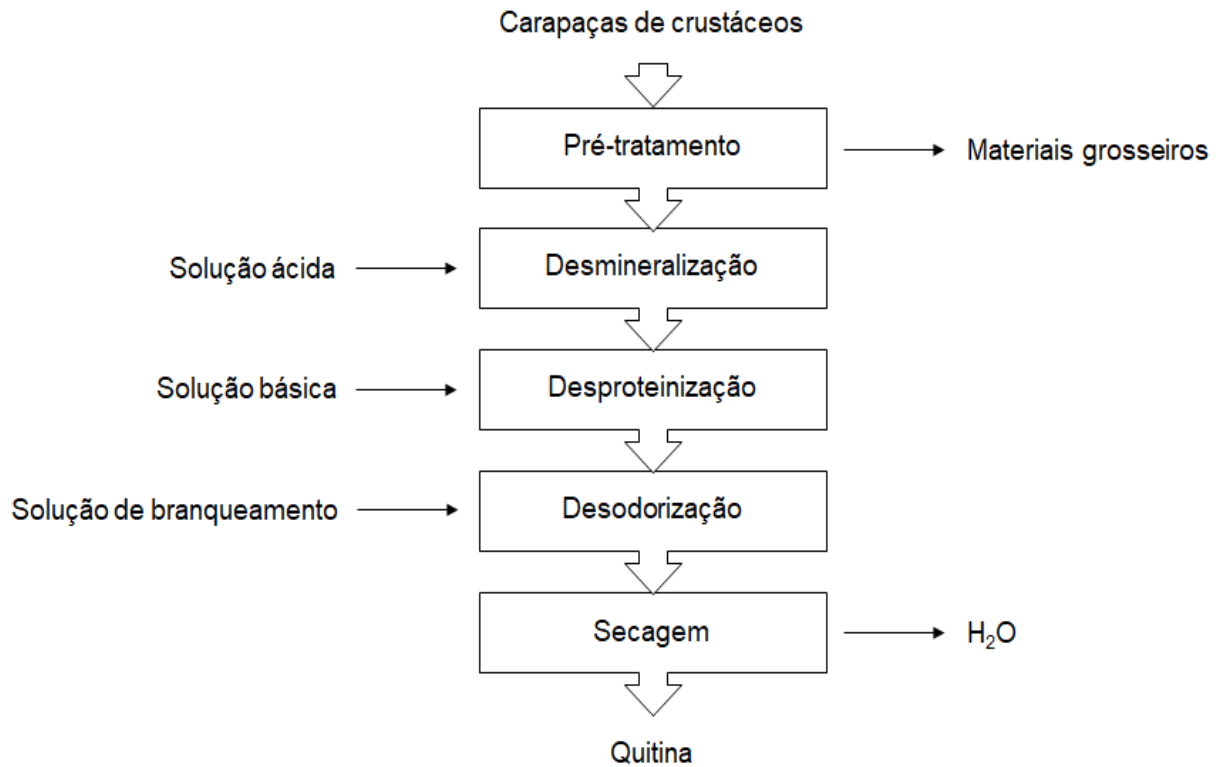 Carapaças de crustáceos
Pré-tratamento
Materiais grosseiros
Solução ácida
Desmineralização
Solução básica
Desproteinização
Solução de branqueamento
Desodorização
Secagem
H₂O
Quitina